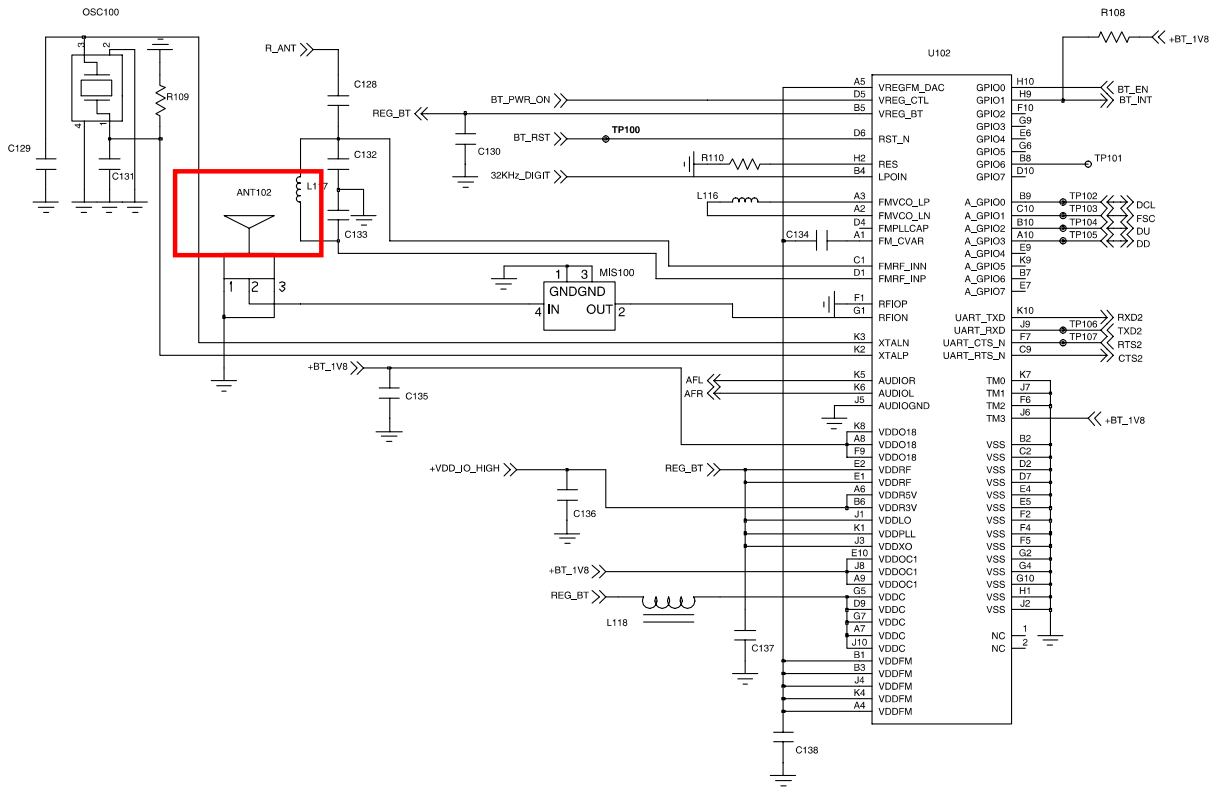 OSC100
3
2
4
1
R109
C129
C131
R_ANT
C128
C132
L117
C133
ANT102
1 2 3
REG_BT
C130
BT_PWR_ON
BT_RST
TP100
R110
32KHz_DIGIT
L116
C134
MIS100
1 3
GNDGND
4 IN OUT 2
+BT_1V8
C135
AFL
AFR
+VDD_IO_HIGH
C136
REG_BT
+BT_1V8
REG_BT
L118
C137
C138
U102
A5 VREGFM_DAC
D5 VREG_CTL
B5 VREG_BT
D6 RST_N
H2 RES
B4 LPOIN
A3 FMVCO_LP
A2 FMVCO_LN
D4 FMPLLCAP
A1 FM_CVAR
C1 FMRF_INN
D1 FMRF_INP
F1 RFIOP
G1 RFION
K3 XTALN
K2 XTALP
K5 AUDIOR
K6 AUDIOL
J5 AUDIOGND
K8 VDDO18
A8 VDDO18
F9 VDDO18
E2 VDDRF
E1 VDDRF
A6 VDDR5V
B6 VDDR3V
J1 VDDLO
K1 VDDPLL
J3 VDDXO
E10 VDDOC1
J8 VDDOC1
A9 VDDOC1
G5 VDDC
D9 VDDC
G7 VDDC
A7 VDDC
J10 VDDC
B1 VDDFM
B3 VDDFM
J4 VDDFM
K4 VDDFM
A4 VDDFM
GPIO0 H10
GPIO1 H9
GPIO2 F10
GPIO3 G9
GPIO4 E6
GPIO5 G6
GPIO6 B8
GPIO7 D10
A_GPIO0 B9
A_GPIO1 C10
A_GPIO2 B10
A_GPIO3 A10
A_GPIO4 E9
A_GPIO5 K9
A_GPIO6 B7
A_GPIO7 E7
UART_TXD K10
UART_RXD J9
UART_CTS_N F7
UART_RTS_N C9
TM0 K7
TM1 J7
TM2 F6
TM3 J6
VSS B2
VSS C2
VSS D2
VSS D7
VSS E4
VSS E5
VSS F2
VSS F4
VSS F5
VSS G2
VSS G4
VSS G10
VSS H1
VSS J2
NC 1
NC 2
R108
+BT_1V8
BT_EN
BT_INT
TP101
TP102 DCL
TP103 FSC
TP104 DU
TP105 DD
RXD2
TP106 TXD2
TP107 RTS2
CTS2
+BT_1V8